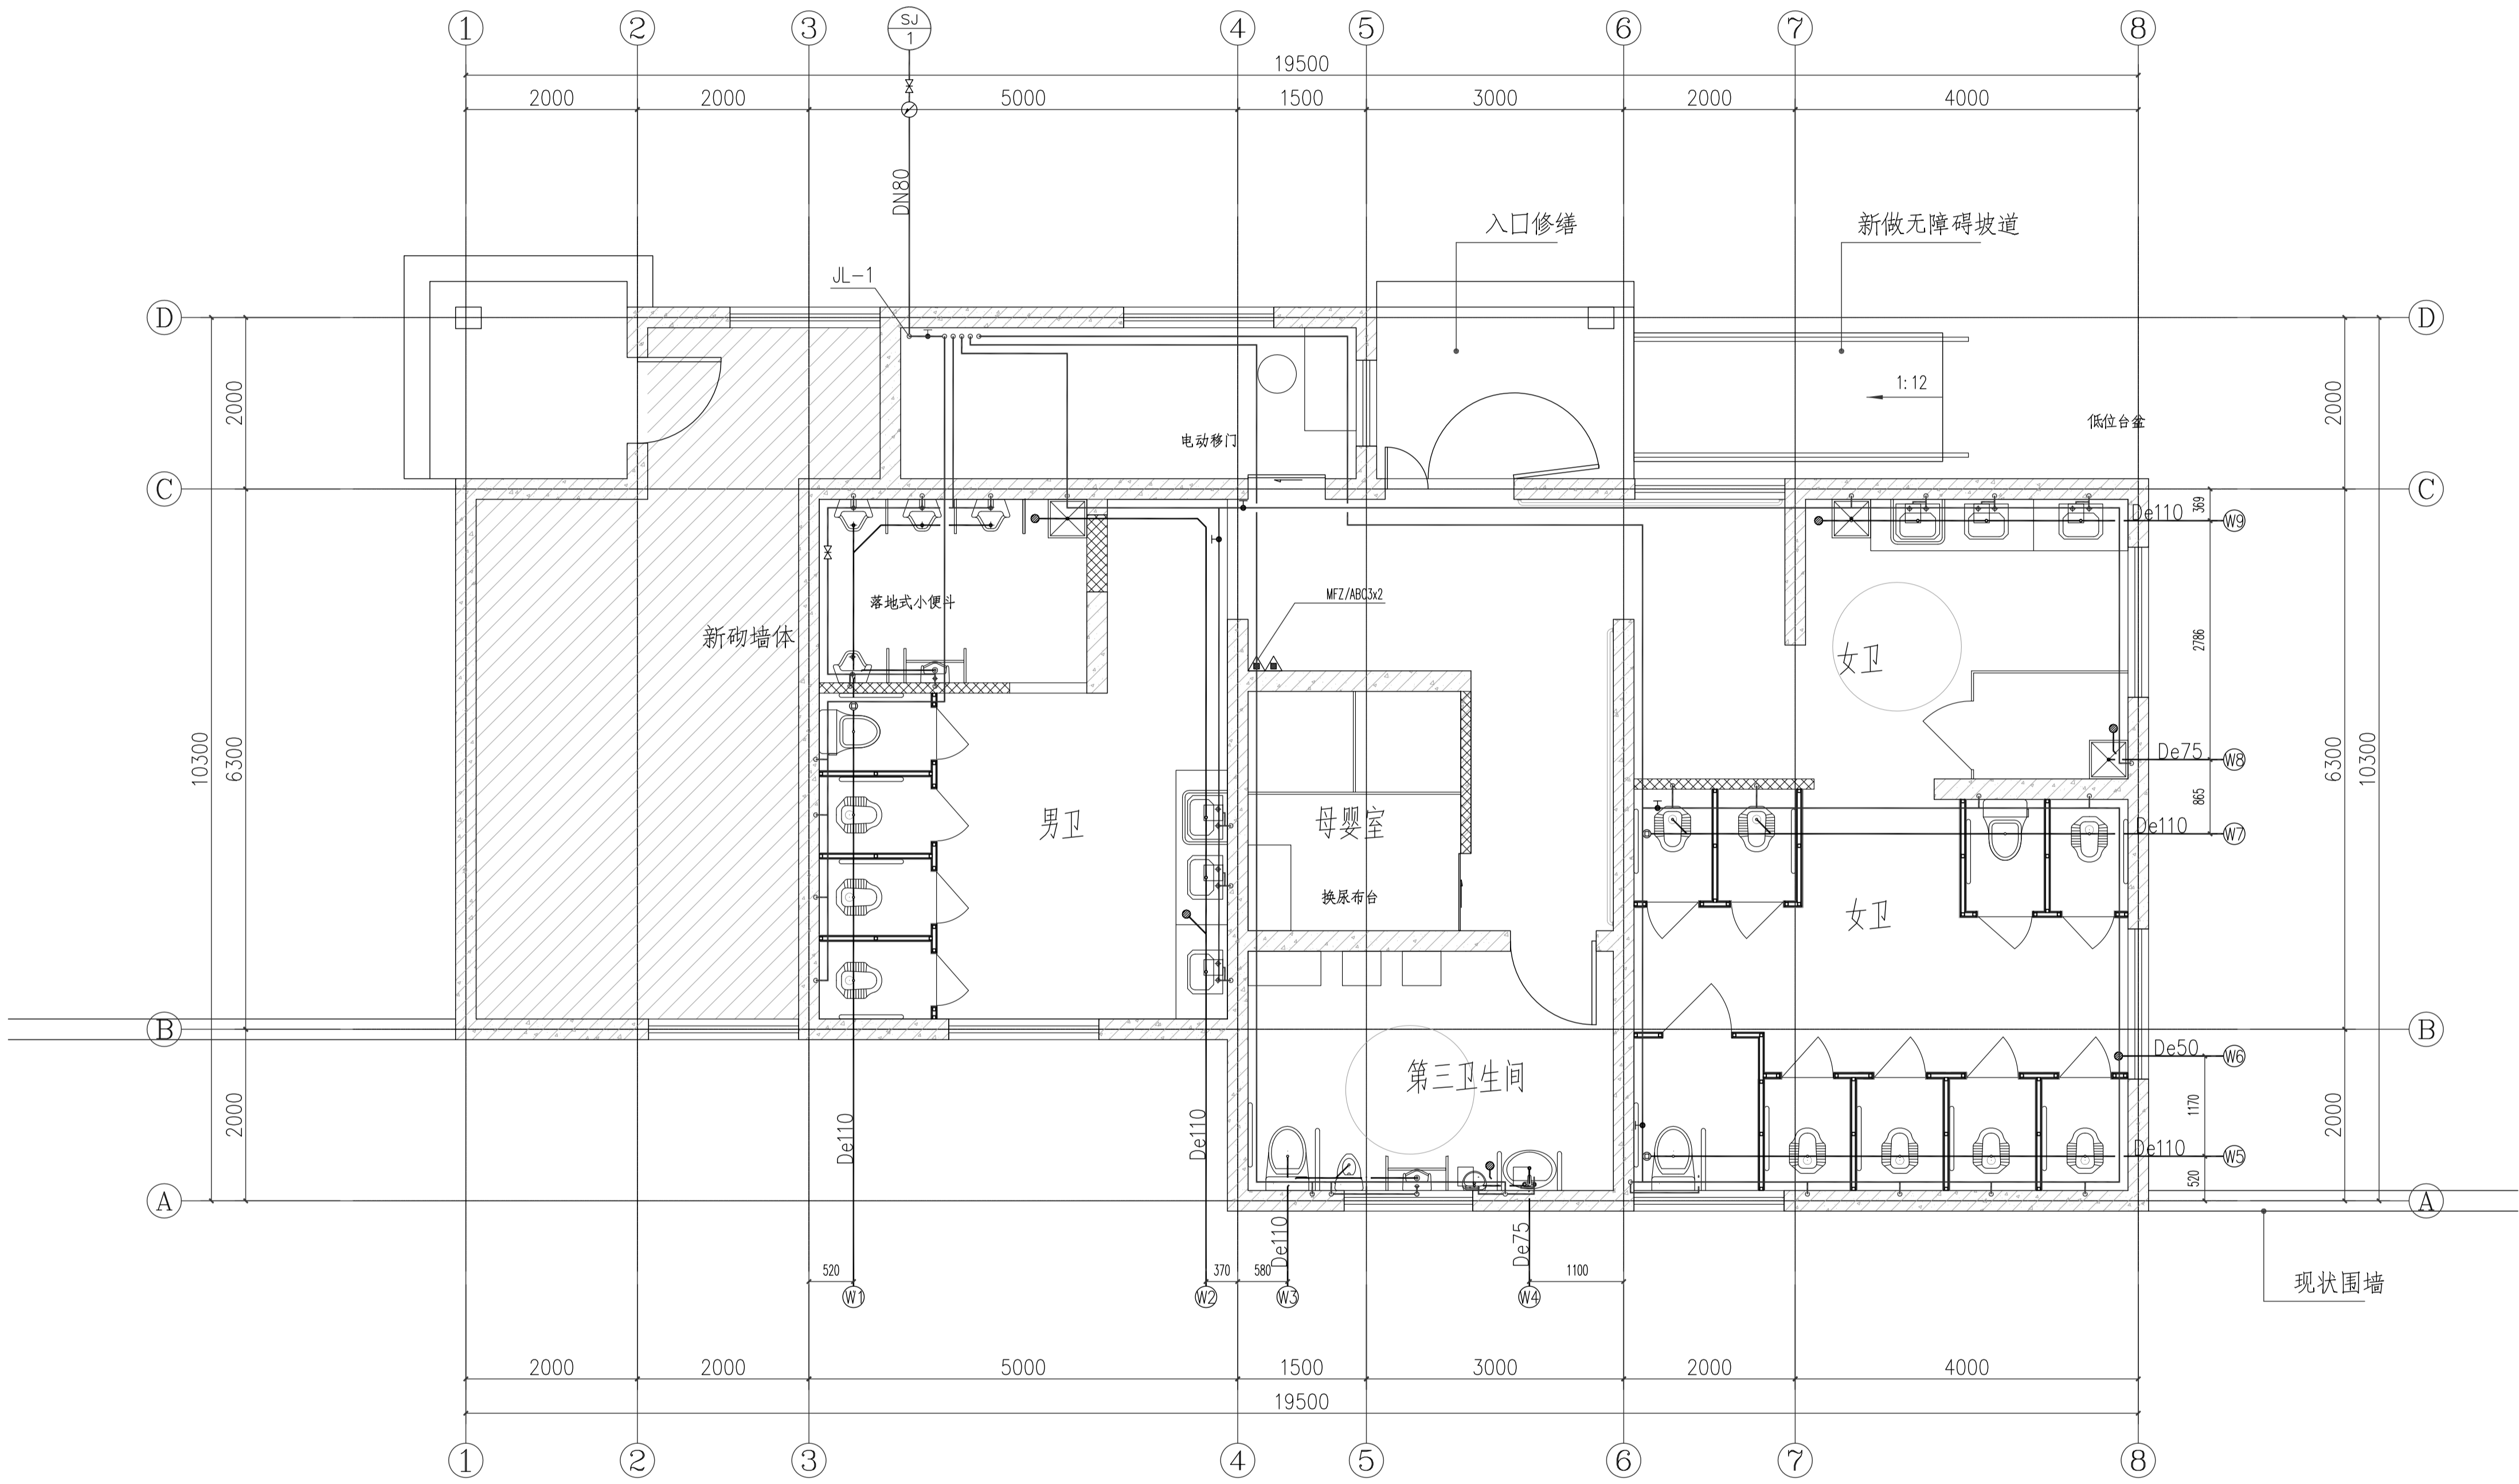 1 2 3 SJ 4 5 6 7 8
1
19500
2000 2000 5000 1500 3000 2000 4000
DN80
入口修缮
新做无障碍坡道
JL-1
D D
1:12
2000 2000
低位台盆
电动移门
C C
369
De110 W9
MFZ/ABC3x2
落地式小便斗
新砌墙体
2786
女卫
10300 6300 6300 10300
De75 W8
865
男卫
母婴室
De110 W7
换尿布台
女卫
B B
De50 W6
第三卫生间
1170
2000 2000
De110 De110
De110 W5
520
A A
De110 De75
520 370 580 1100
W1 W2 W3 W4
现状围墙
2000 2000 5000 1500 3000 2000 4000
19500
1 2 3 4 5 6 7 8